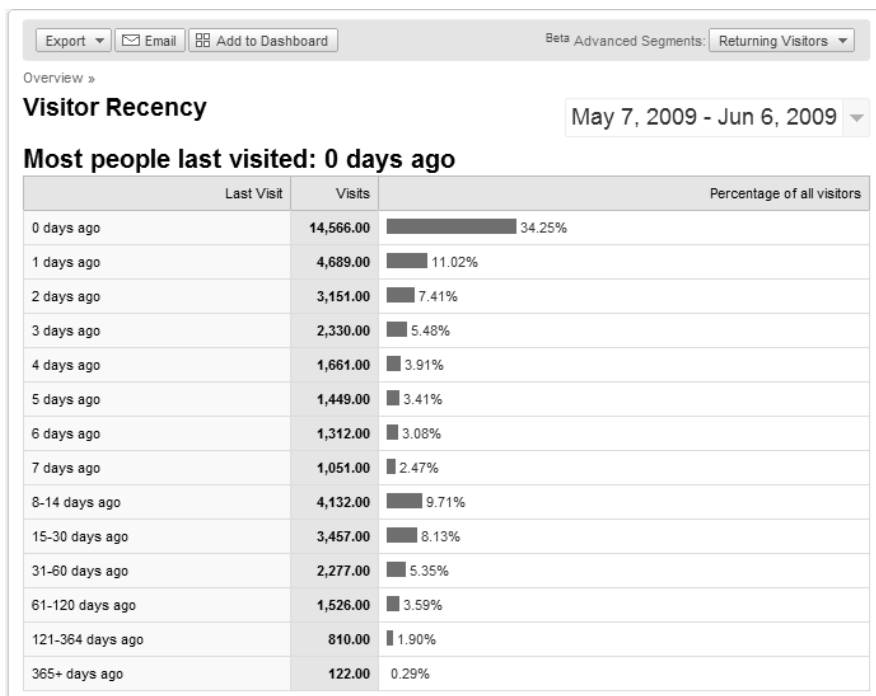 Export Email Add to Dashboard Beta Advanced Segments: Returning Visitors
Overview »
Visitor Recency
May 7, 2009 - Jun 6, 2009
Most people last visited: 0 days ago
Last Visit Visits Percentage of all visitors
0 days ago 14,566.00 34.25%
1 days ago 4,689.00 11.02%
2 days ago 3,151.00 7.41%
3 days ago 2,330.00 5.48%
4 days ago 1,661.00 3.91%
5 days ago 1,449.00 3.41%
6 days ago 1,312.00 3.08%
7 days ago 1,051.00 2.47%
8-14 days ago 4,132.00 9.71%
15-30 days ago 3,457.00 8.13%
31-60 days ago 2,277.00 5.35%
61-120 days ago 1,526.00 3.59%
121-364 days ago 810.00 1.90%
365+ days ago 122.00 0.29%